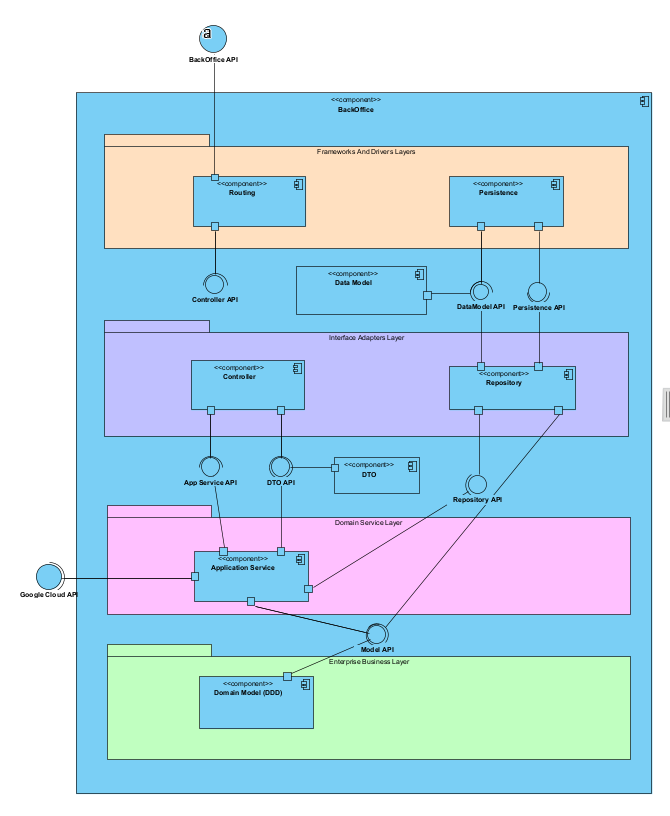 a
BackOffice API
<<component>>
BackOffice
Frameworks And Drivers Layers
<<component>>
Routing
<<component>>
Persistence
Controller API
<<component>>
Data Model
DataModel API
Persistence API
Interface Adapters Layer
<<component>>
Controller
<<component>>
Repository
App Service API
DTO API
<<component>>
DTO
Repository API
Domain Service Layer
<<component>>
Application Service
Google Cloud API
Model API
Enterprise Business Layer
<<component>>
Domain Model (DDD)